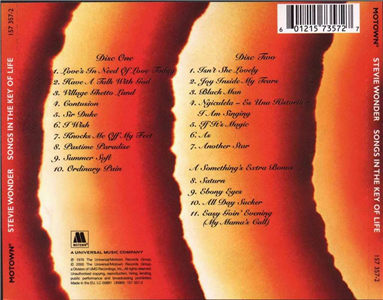 157 357-2
MOTOWN®   STEVIE WONDER   SONGS IN THE KEY OF LIFE
Disc One
1. Love's In Need Of Love Today
2. Have A Talk With God
3. Village Ghetto Land
4. Contusion
5. Sir Duke
6. I Wish
7. Knocks Me Off My Feet
8. Pastime Paradise
9. Summer Soft
10. Ordinary Pain
Disc Two
1. Isn't She Lovely
2. Joy Inside My Tears
3. Black Man
4. Ngiculela - Es Una Historia
I Am Singing
5. If It's Magic
6. As
7. Another Star
A Something's Extra Bonus
8. Saturn
9. Ebony Eyes
10. All Day Sucker
11. Easy Goin' Evening
(My Mama's Call)
6 01215 73572 7
A UNIVERSAL MUSIC COMPANY
MOTOWN®   STEVIE WONDER   SONGS IN THE KEY OF LIFE
157 357-2